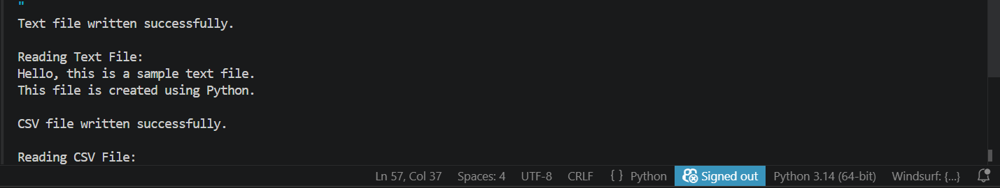 "
Text file written successfully.
Reading Text File:
Hello, this is a sample text file.
This file is created using Python.
CSV file written successfully.
Reading CSV File:
Ln 57, Col 37 Spaces: 4 UTF-8 CRLF { } Python Signed out Python 3.14 (64-bit) Windsurf: {...}